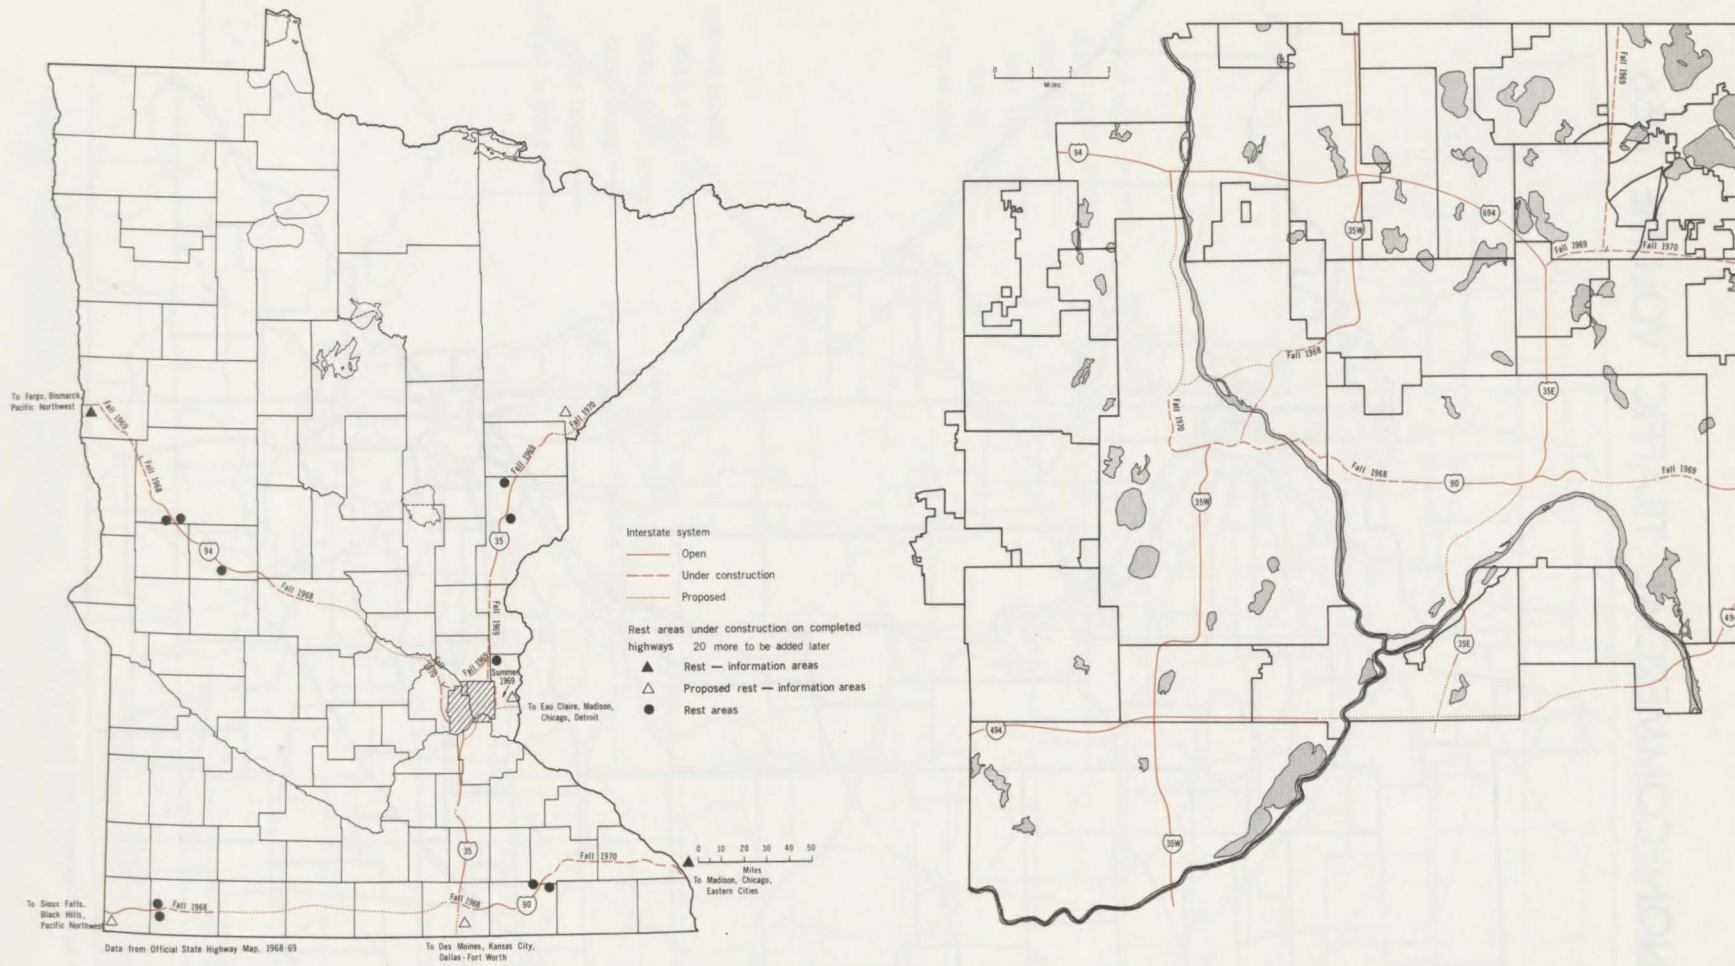 To Fargo, Bismarck,
Pacific Northwest
Fall 1969
Fall 1968
94
Fall 1968
35
Fall 1969
Fall 1970
Fall 1969
Fall 1969
Summer
1969
To Eau Claire, Madison,
Chicago, Detroit
35
Fall 1970
Fall 1968
90
Fall 1968
To Sioux Falls,
Black Hills,
Pacific Northwest
To Madison, Chicago,
Eastern Cities
To Des Moines, Kansas City,
Dallas-Fort Worth
0 10 20 30 40 50
Miles
Data from Official State Highway Map, 1968-69
Interstate system
Open
Under construction
Proposed
Rest areas under construction on completed
highways 20 more to be added later
Rest — information areas
Proposed rest — information areas
Rest areas
0 1 2 3
Miles
94
35W
694
Fall 1969
Fall 1969
Fall 1970
Fall 1968
35E
Fall 1970
35W
Fall 1968
90
Fall 1969
35E
494
35W